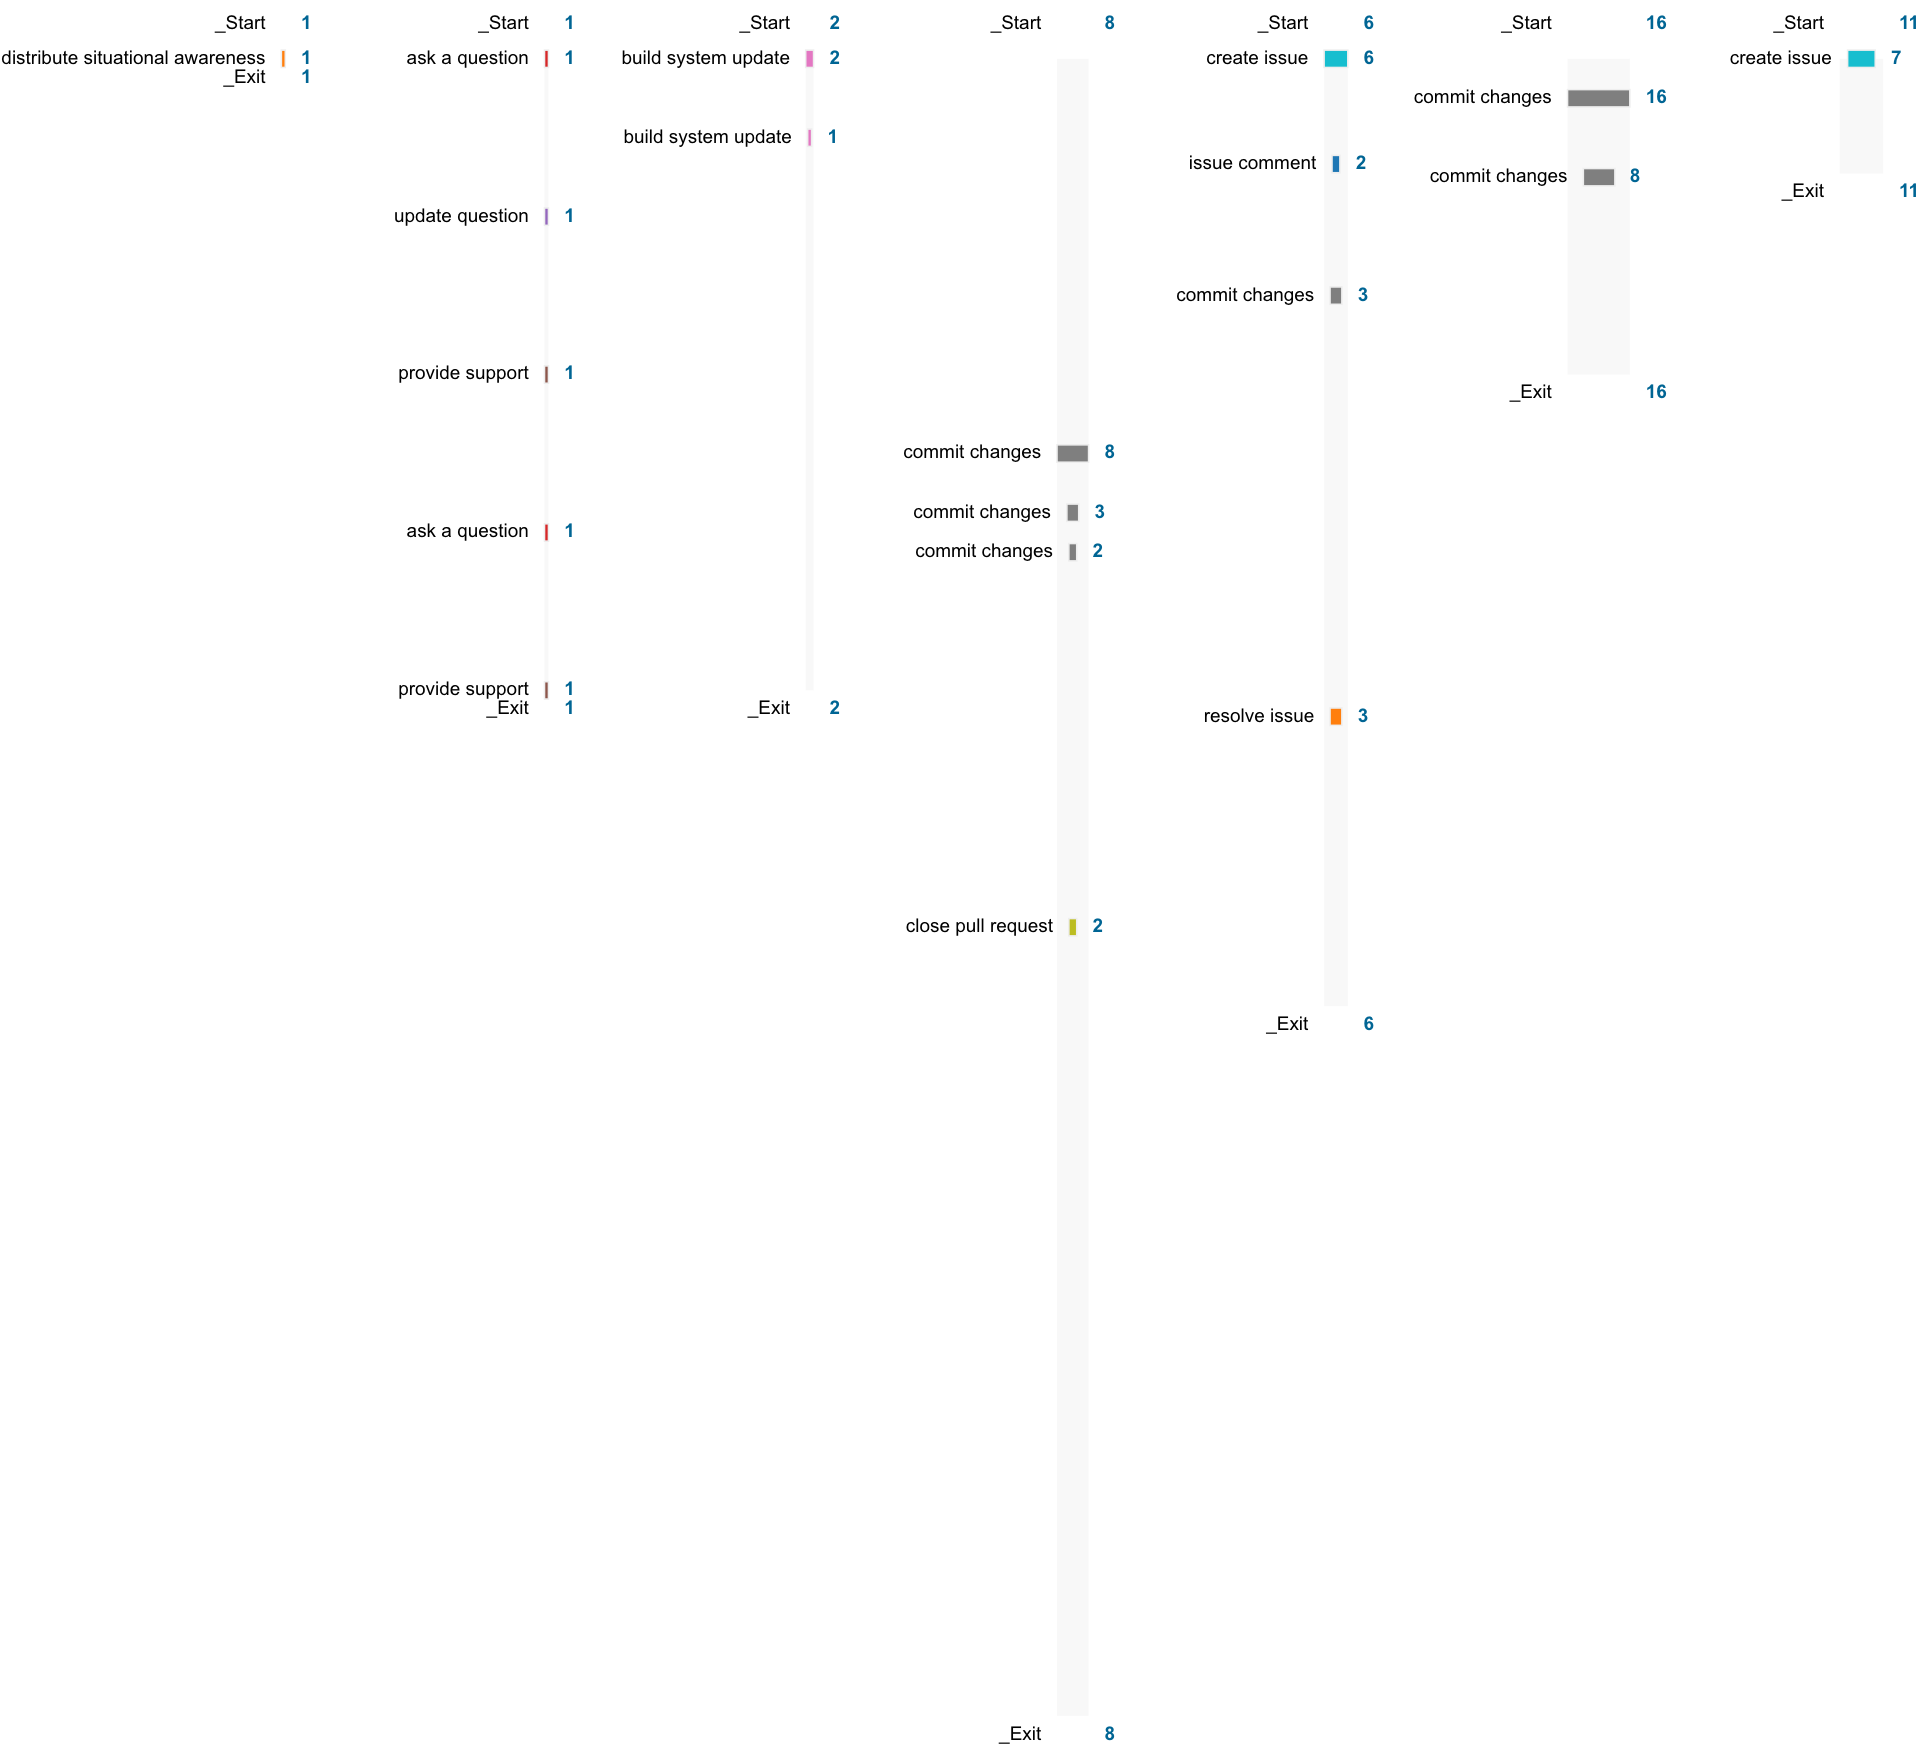 _Start 1
distribute situational awareness 1
_Exit 1
_Start 1
ask a question 1
update question 1
provide support 1
ask a question 1
provide support 1
_Exit 1
_Start 2
build system update 2
build system update 1
_Exit 2
_Start 8
commit changes 8
commit changes 3
commit changes 2
close pull request 2
_Exit 8
_Start 6
create issue 6
issue comment 2
commit changes 3
resolve issue 3
_Exit 6
_Start 16
commit changes 16
commit changes 8
_Exit 16
_Start 11
create issue 7
_Exit 11